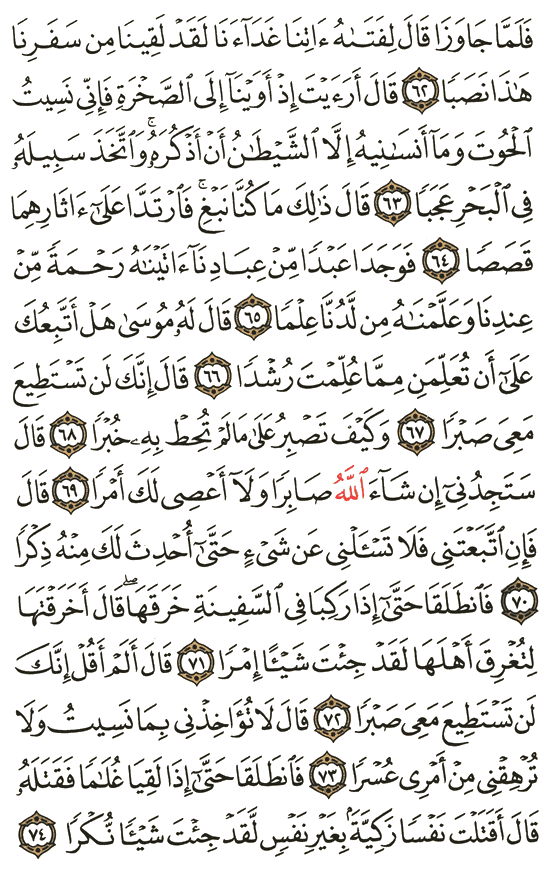 فَلَمَّا جَاوَزَا قَالَ لِفَتَىٰهُ ءَاتِنَا غَدَآءَنَا لَقَدْ لَقِينَا مِن سَفَرِنَا
هَٰذَا نَصَبًا ٦٢ قَالَ أَرَءَيْتَ إِذْ أَوَيْنَآ إِلَى ٱلصَّخْرَةِ فَإِنِّى نَسِيتُ
ٱلْحُوتَ وَمَآ أَنسَىٰنِيهُ إِلَّا ٱلشَّيْطَٰنُ أَنْ أَذْكُرَهُۥۚ وَٱتَّخَذَ سَبِيلَهُۥ
فِى ٱلْبَحْرِ عَجَبًا ٦٣ قَالَ ذَٰلِكَ مَا كُنَّا نَبْغِۚ فَٱرْتَدَّا عَلَىٰٓ ءَاثَارِهِمَا
قَصَصًا ٦٤ فَوَجَدَا عَبْدًا مِّنْ عِبَادِنَآ ءَاتَيْنَٰهُ رَحْمَةً مِّنْ
عِندِنَا وَعَلَّمْنَٰهُ مِن لَّدُنَّا عِلْمًا ٦٥ قَالَ لَهُۥ مُوسَىٰ هَلْ أَتَّبِعُكَ
عَلَىٰٓ أَن تُعَلِّمَنِ مِمَّا عُلِّمْتَ رُشْدًا ٦٦ قَالَ إِنَّكَ لَن تَسْتَطِيعَ
مَعِىَ صَبْرًا ٦٧ وَكَيْفَ تَصْبِرُ عَلَىٰ مَا لَمْ تُحِطْ بِهِۦ خُبْرًا ٦٨ قَالَ
سَتَجِدُنِىٓ إِن شَآءَ ٱللَّهُ صَابِرًا وَلَآ أَعْصِى لَكَ أَمْرًا ٦٩ قَالَ
فَإِنِ ٱتَّبَعْتَنِى فَلَا تَسْـَٔلْنِى عَن شَىْءٍ حَتَّىٰٓ أُحْدِثَ لَكَ مِنْهُ ذِكْرًا
٧٠ فَٱنطَلَقَا حَتَّىٰٓ إِذَا رَكِبَا فِى ٱلسَّفِينَةِ خَرَقَهَاۖ قَالَ أَخَرَقْتَهَا
لِتُغْرِقَ أَهْلَهَا لَقَدْ جِئْتَ شَيْـًٔا إِمْرًا ٧١ قَالَ أَلَمْ أَقُلْ إِنَّكَ
لَن تَسْتَطِيعَ مَعِىَ صَبْرًا ٧٢ قَالَ لَا تُؤَاخِذْنِى بِمَا نَسِيتُ وَلَا
تُرْهِقْنِى مِنْ أَمْرِى عُسْرًا ٧٣ فَٱنطَلَقَا حَتَّىٰٓ إِذَا لَقِيَا غُلَٰمًا فَقَتَلَهُۥ
قَالَ أَقَتَلْتَ نَفْسًا زَكِيَّةًۢ بِغَيْرِ نَفْسٍ لَّقَدْ جِئْتَ شَيْـًٔا نُّكْرًا ٧٤